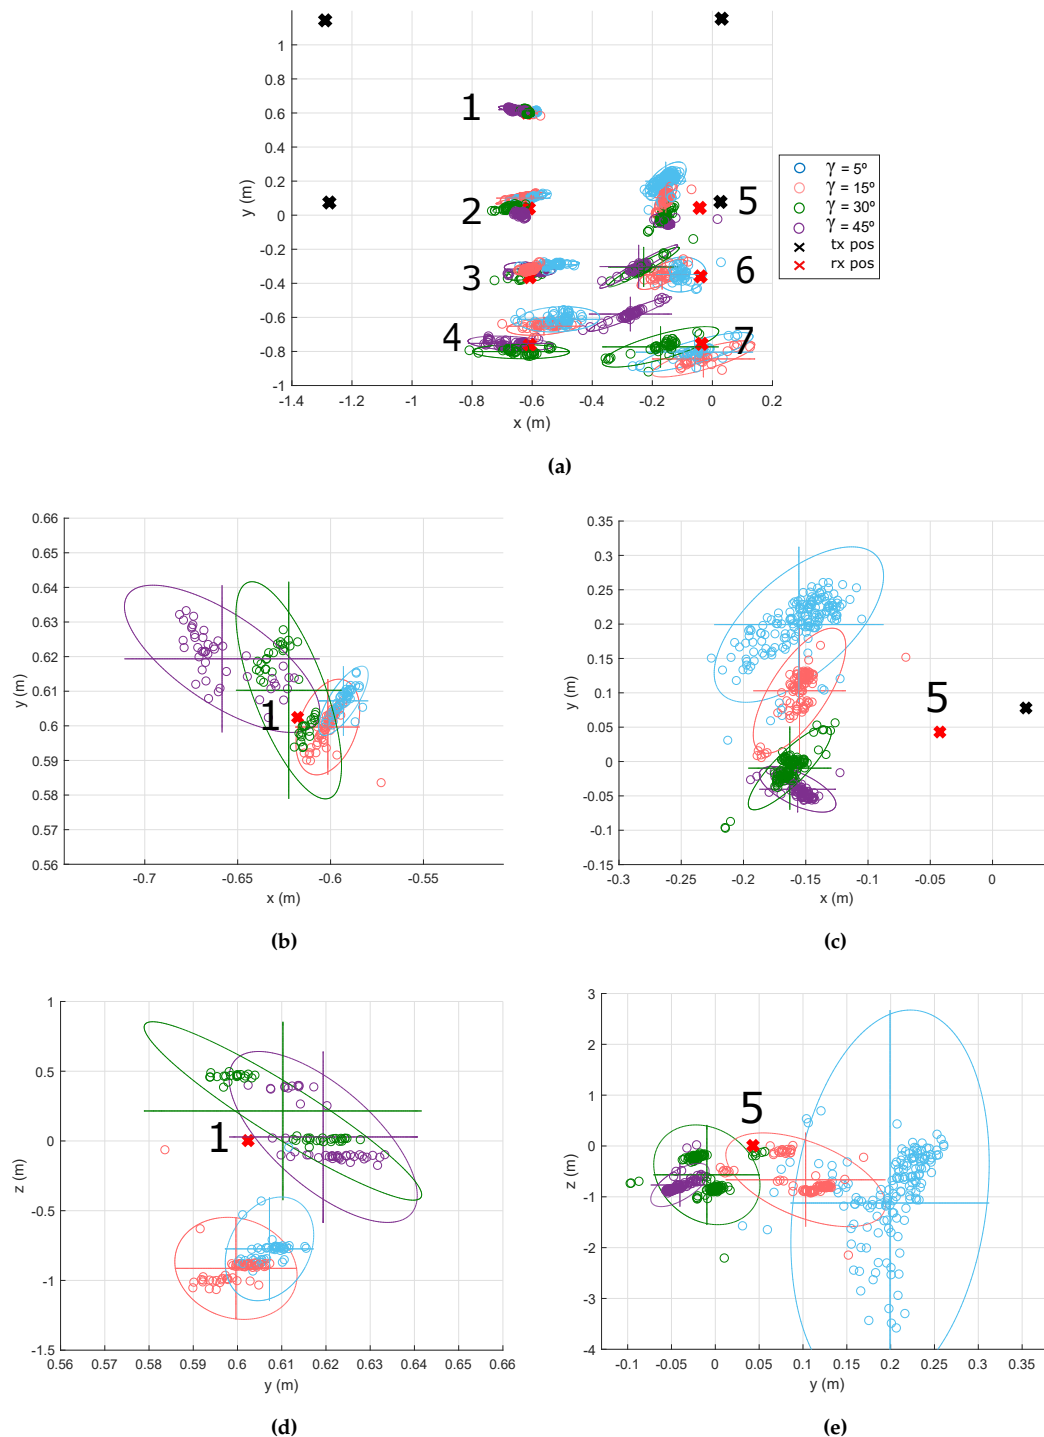 1
0.8
0.6
0.4
0.2
0
-0.2
-0.4
-0.6
-0.8
-1
y (m)
-1.4 -1.2 -1 -0.8 -0.6 -0.4 -0.2 0 0.2
x (m)
1
2
3
4
5
6
7
γ = 5º
γ = 15º
γ = 30º
γ = 45º
tx pos
rx pos
(a)
0.66
0.65
0.64
0.63
0.62
0.61
0.6
0.59
0.58
0.57
0.56
y (m)
1
-0.7 -0.65 -0.6 -0.55
x (m)
(b)
0.35
0.3
0.25
0.2
0.15
0.1
0.05
0
-0.05
-0.1
-0.15
y (m)
5
-0.3 -0.25 -0.2 -0.15 -0.1 -0.05 0
x (m)
(c)
1
0.5
0
-0.5
-1
-1.5
z (m)
1
0.56 0.57 0.58 0.59 0.6 0.61 0.62 0.63 0.64 0.65 0.66
y (m)
(d)
3
2
1
0
-1
-2
-3
-4
z (m)
5
-0.1 -0.05 0 0.05 0.1 0.15 0.2 0.25 0.3 0.35
y (m)
(e)